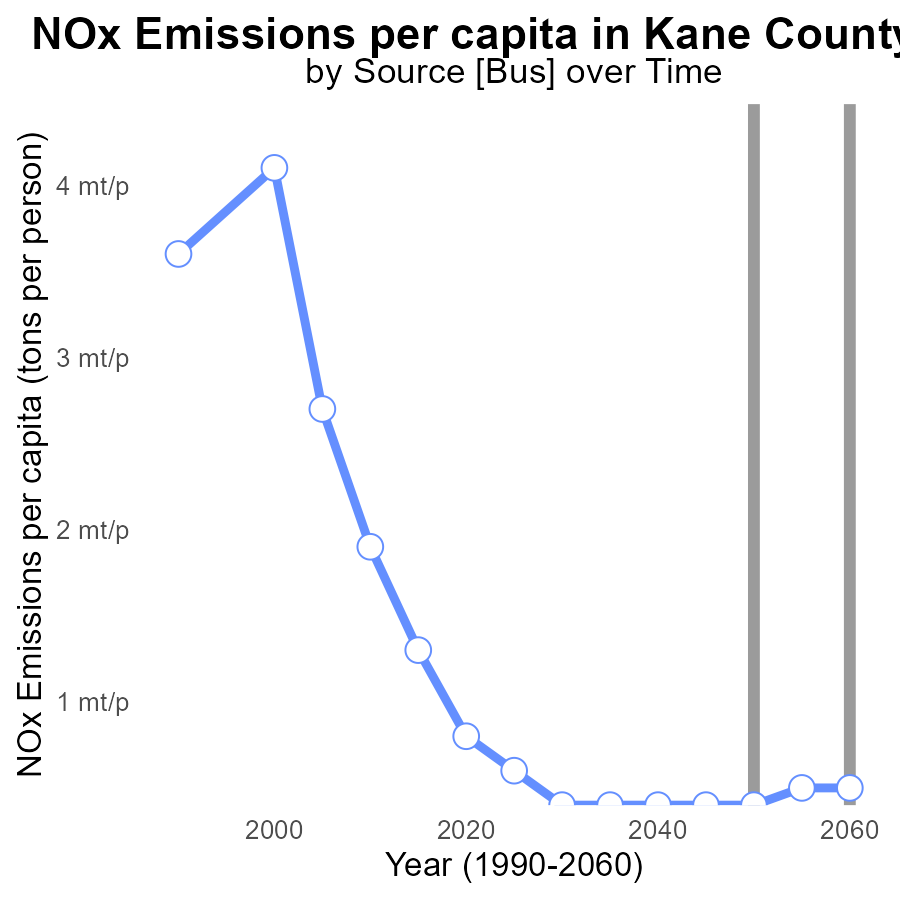 NOx Emissions per capita in Kane County
by Source [Bus] over Time
NOx Emissions per capita (tons per person)
4 mt/p
3 mt/p
2 mt/p
1 mt/p
2000
2020
2040
2060
Year (1990-2060)